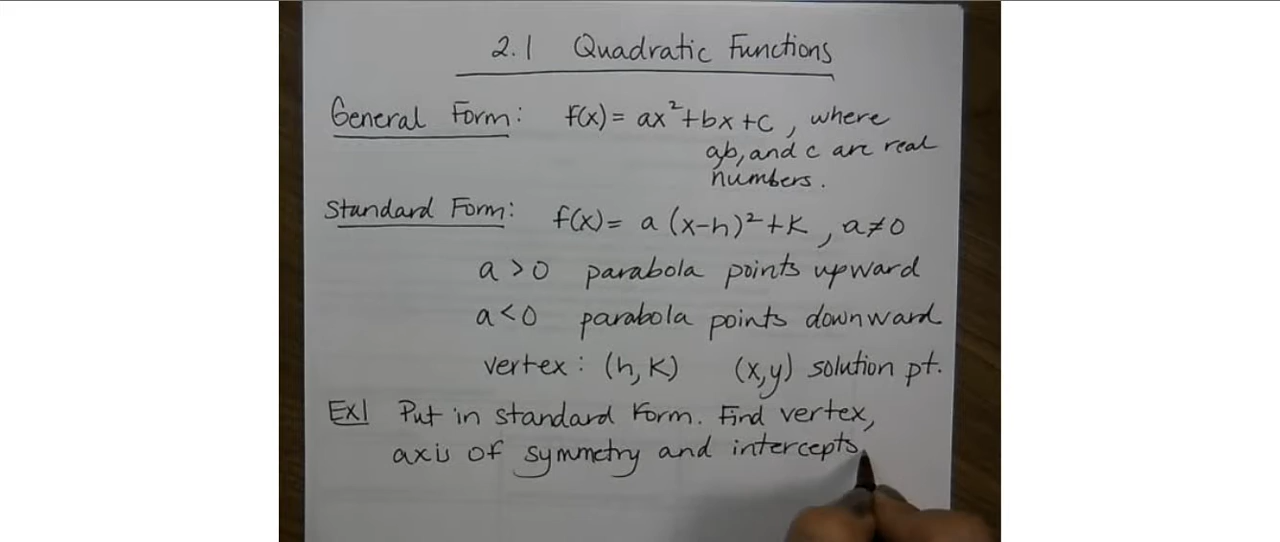 2.1 Quadratic Functions
General Form: f(x) = ax²+bx+c, where
a,b, and c are real
numbers.
Standard Form: f(x) = a (x-h)²+k, a≠0
a>0 parabola points upward
a<0 parabola points downward
vertex: (h,k) (x,y) solution pt.
Ex1 Put in standard form. Find vertex,
axis of symmetry and intercepts.